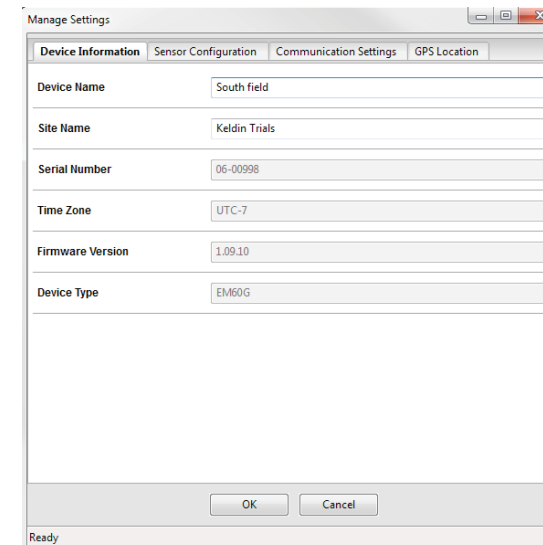 Manage Settings
Device Information Sensor Configuration Communication Settings GPS Location
Device Name South field
Site Name Keldin Trials
Serial Number 06-00998
Time Zone UTC-7
Firmware Version 1.09.10
Device Type EM60G
OK Cancel
Ready